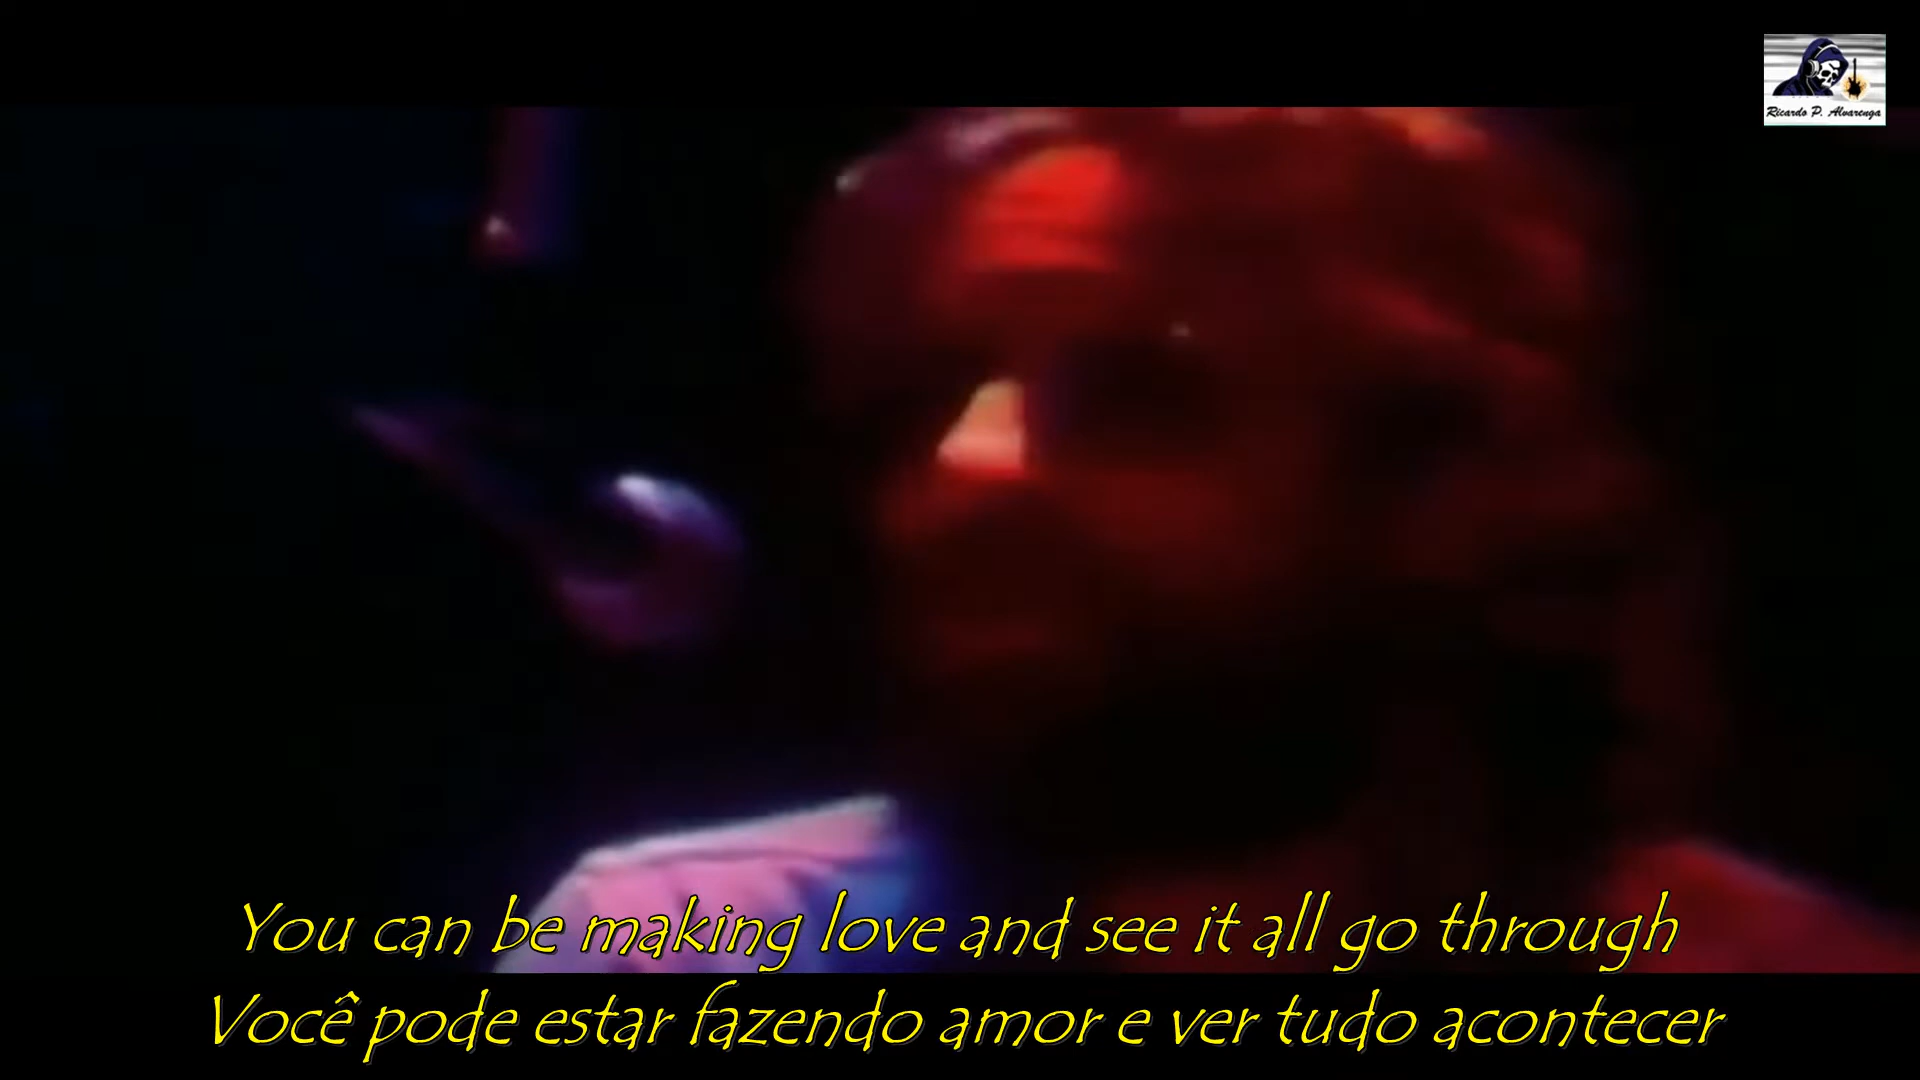 Ricardo P. Alvarenga
You can be making love and see it all go through
Você pode estar fazendo amor e ver tudo acontecer